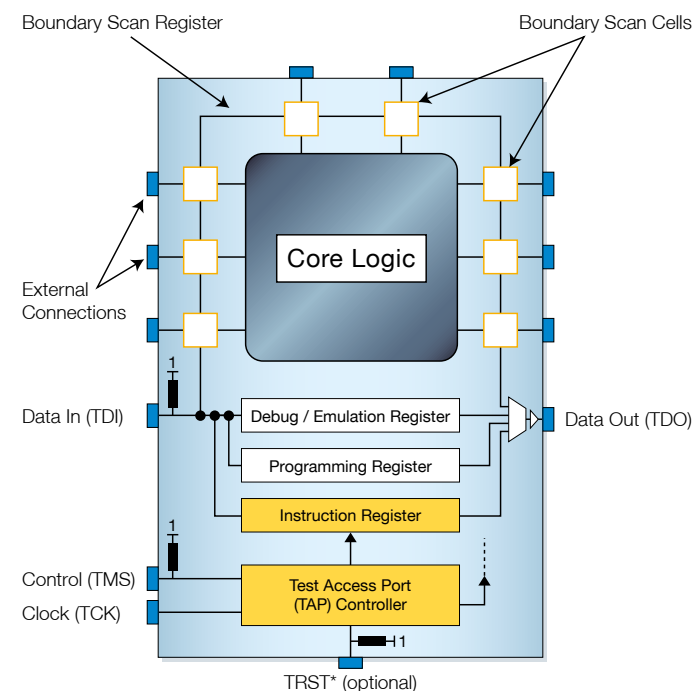 Boundary Scan Register
Boundary Scan Cells
Core Logic
External
Connections
1
Data In (TDI)
Debug / Emulation Register
Data Out (TDO)
Programming Register
Instruction Register
1
Control (TMS)
Test Access Port
(TAP) Controller
Clock (TCK)
1
TRST* (optional)